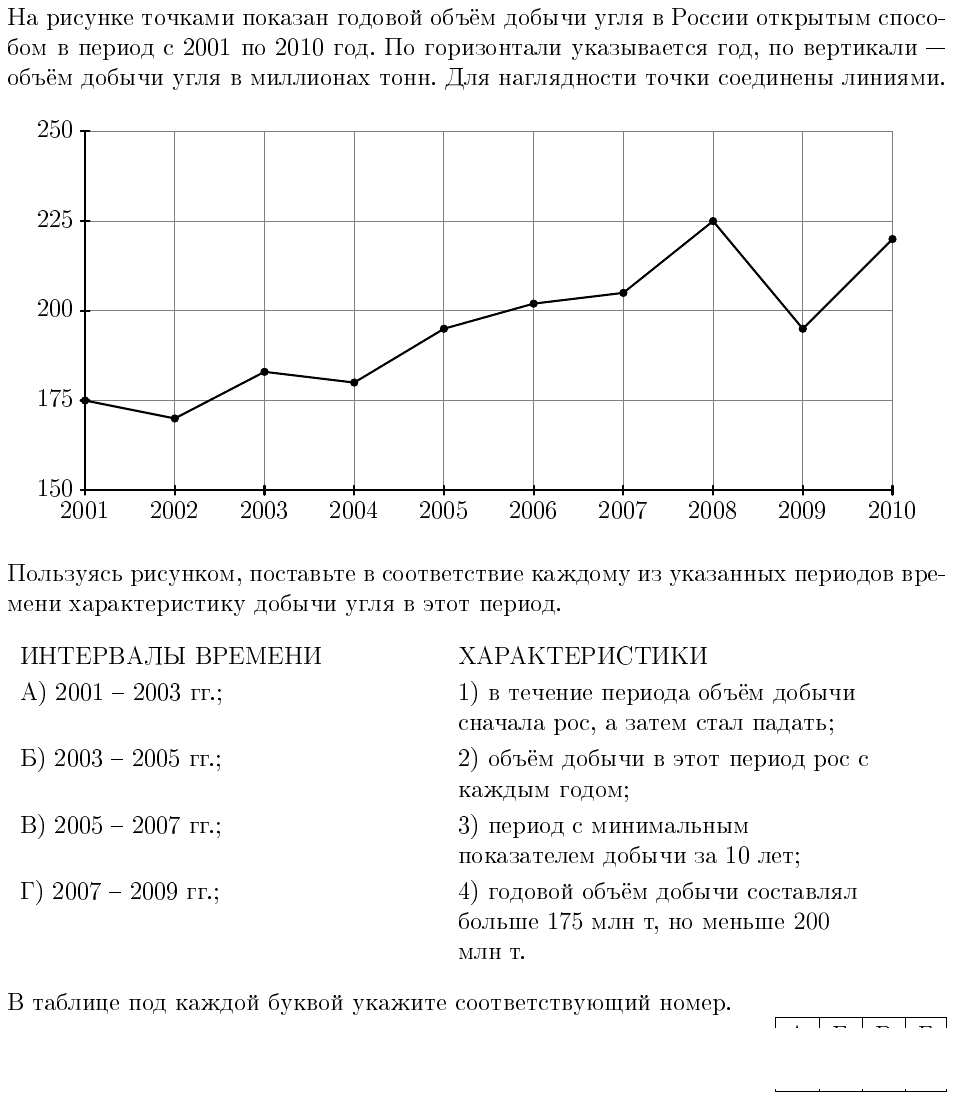 На рисунке точками показан годовой объём добычи угля в России открытым спосо-
бом в период с 2001 по 2010 год. По горизонтали указывается год, по вертикали —
объём добычи угля в миллионах тонн. Для наглядности точки соединены линиями.
250
225
200
175
150
2001 2002 2003 2004 2005 2006 2007 2008 2009 2010
Пользуясь рисунком, поставьте в соответствие каждому из указанных периодов вре-
мени характеристику добычи угля в этот период.
ИНТЕРВАЛЫ ВРЕМЕНИ
А) 2001 – 2003 гг.;
Б) 2003 – 2005 гг.;
В) 2005 – 2007 гг.;
Г) 2007 – 2009 гг.;
ХАРАКТЕРИСТИКИ
1) в течение периода объём добычи
сначала рос, а затем стал падать;
2) объём добычи в этот период рос с
каждым годом;
3) период с минимальным
показателем добычи за 10 лет;
4) годовой объём добычи составлял
больше 175 млн т, но меньше 200
млн т.
В таблице под каждой буквой укажите соответствующий номер.